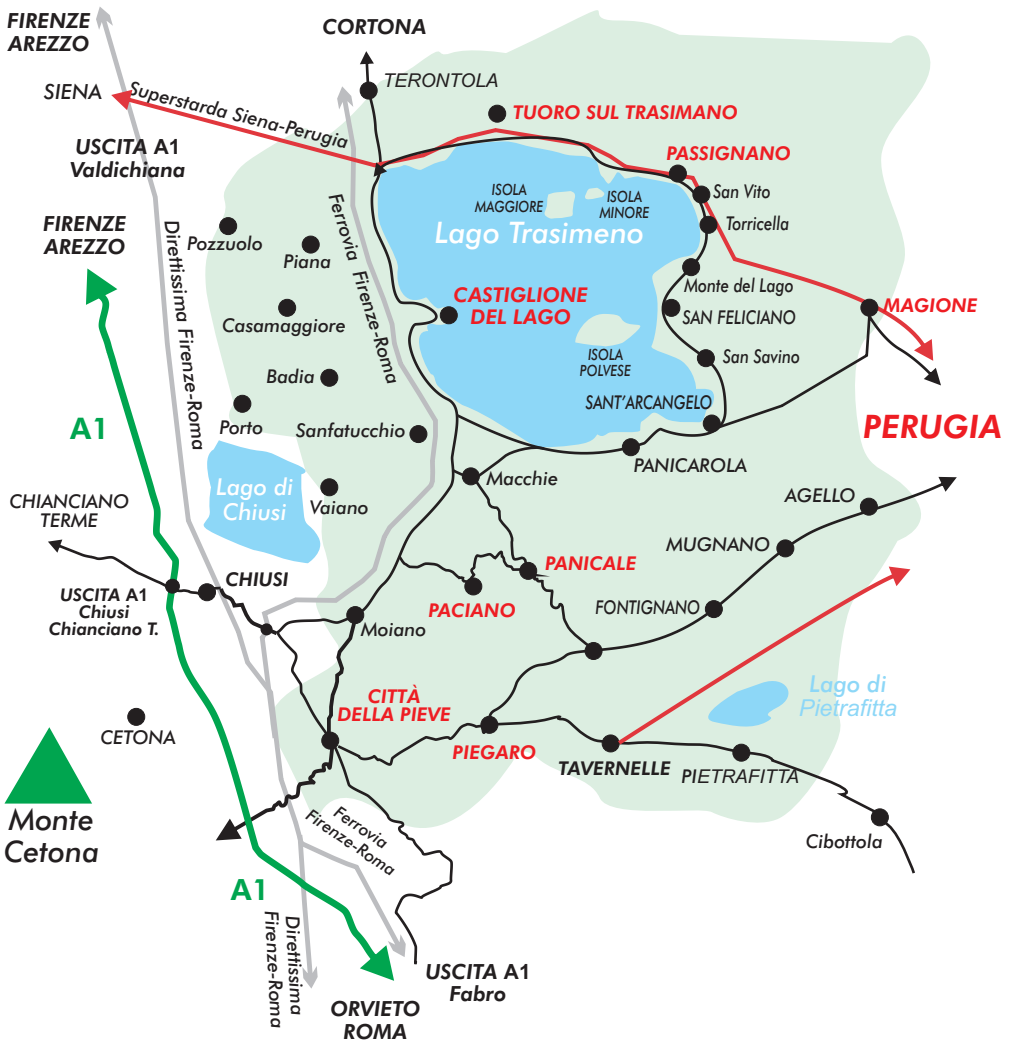 FIRENZE
AREZZO
CORTONA
TERONTOLA
SIENA
Superstarda Siena-Perugia
TUORO SUL TRASIMANO
USCITA A1
Valdichiana
PASSIGNANO
ISOLA
MAGGIORE
ISOLA
MINORE
San Vito
FIRENZE
AREZZO
Pozzuolo
Piana
Ferrovia Firenze-Roma
Lago Trasimeno
Torricella
Direttissima Firenze-Roma
Monte del Lago
CASTIGLIONE
DEL LAGO
Casamaggiore
SAN FELICIANO
MAGIONE
ISOLA
POLVESE
San Savino
Badia
SANT'ARCANGELO
A1
Porto
Sanfatucchio
PERUGIA
PANICAROLA
Macchie
Lago di
Chiusi
Vaiano
AGELLO
CHIANCIANO
TERME
MUGNANO
PANICALE
CHIUSI
PACIANO
USCITA A1
Chiusi
Chianciano T.
FONTIGNANO
Moiano
CITTÀ
DELLA PIEVE
Lago di
Pietrafitta
CETONA
PIEGARO
TAVERNELLE
PIETRAFITTA
Monte
Cetona
Ferrovia
Firenze-Roma
Cibottola
A1
Direttissima
Firenze-Roma
USCITA A1
Fabro
ORVIETO
ROMA